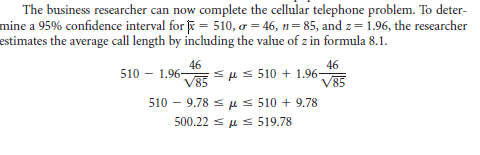 The business researcher can now complete the cellular telephone problem. To deter-
mine a 95% confidence interval for x̄ = 510, σ = 46, n = 85, and z = 1.96, the researcher
estimates the average call length by including the value of z in formula 8.1.
510 − 1.96 46/√85 ≤ μ ≤ 510 + 1.96 46/√85
510 − 9.78 ≤ μ ≤ 510 + 9.78
500.22 ≤ μ ≤ 519.78